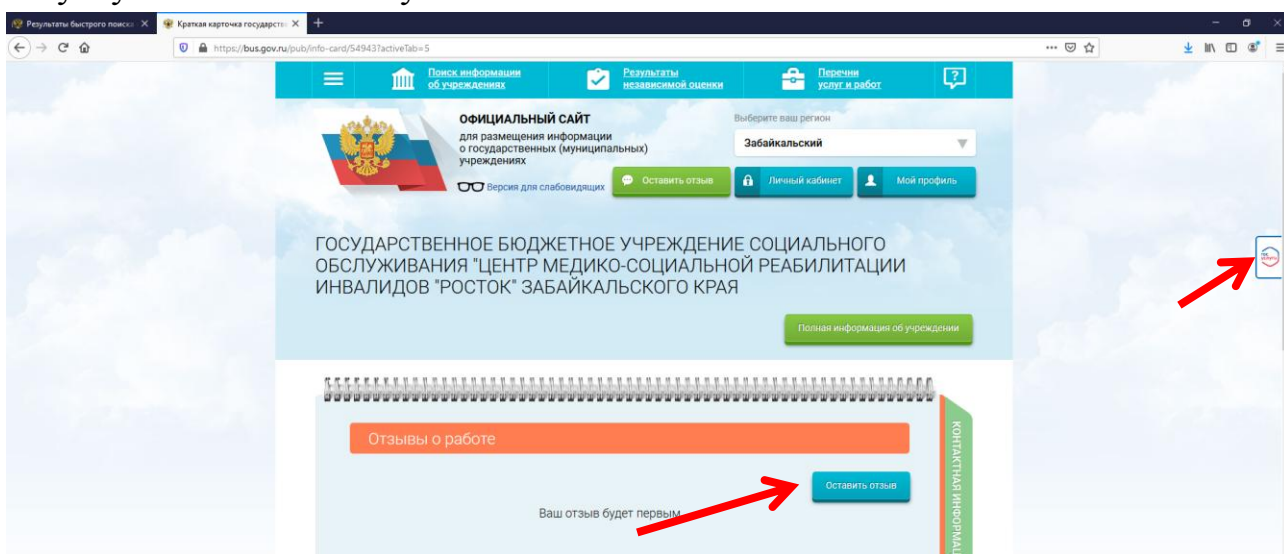 Результаты быстрого поиска
Краткая карточка государстве
https://bus.gov.ru/pub/info-card/54943?activeTab=5
Поиск информации
об учреждениях
Результаты
независимой оценки
Перечни
услуг и работ
ОФИЦИАЛЬНЫЙ САЙТ
для размещения информации
о государственных (муниципальных)
учреждениях
Версия для слабовидящих
Оставить отзыв
Выберите ваш регион
Забайкальский
Личный кабинет
Мой профиль
ГОСУДАРСТВЕННОЕ БЮДЖЕТНОЕ УЧРЕЖДЕНИЕ СОЦИАЛЬНОГО
ОБСЛУЖИВАНИЯ "ЦЕНТР МЕДИКО-СОЦИАЛЬНОЙ РЕАБИЛИТАЦИИ
ИНВАЛИДОВ "РОСТОК" ЗАБАЙКАЛЬСКОГО КРАЯ
Полная информация об учреждении
Отзывы о работе
Оставить отзыв
Ваш отзыв будет первым
КОНТАКТНАЯ